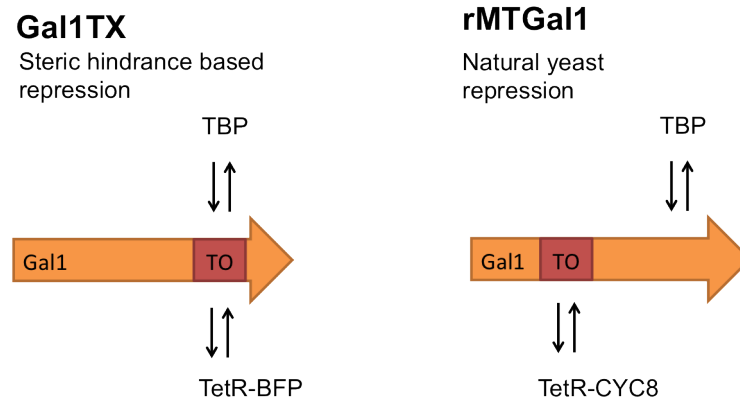 Gal1TX
Steric hindrance based
repression
TBP
Gal1
TO
TetR-BFP
rMTGal1
Natural yeast
repression
TBP
Gal1
TO
TetR-CYC8